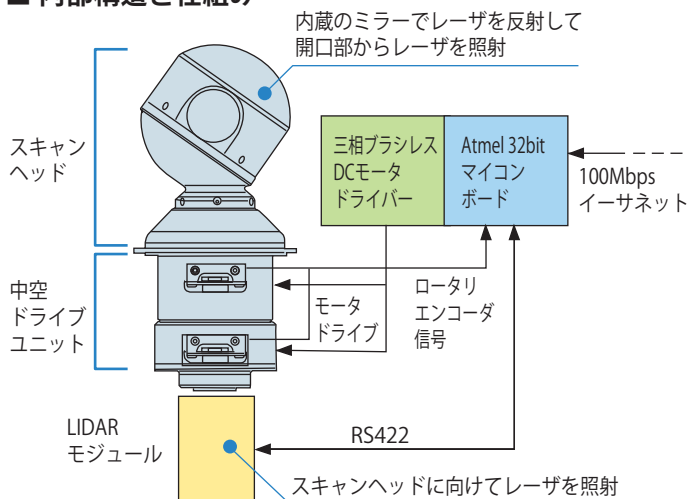 ■ 内部構造と仕組み
内蔵のミラーでレーザを反射して
開口部からレーザを照射
スキャン
ヘッド
三相ブラシレス
DCモータ
ドライバー
Atmel 32bit
マイコン
ボード
100Mbps
イーサネット
中空
ドライブ
ユニット
モータ
ドライブ
ロータリ
エンコーダ
信号
LIDAR
モジュール
RS422
スキャンヘッドに向けてレーザを照射